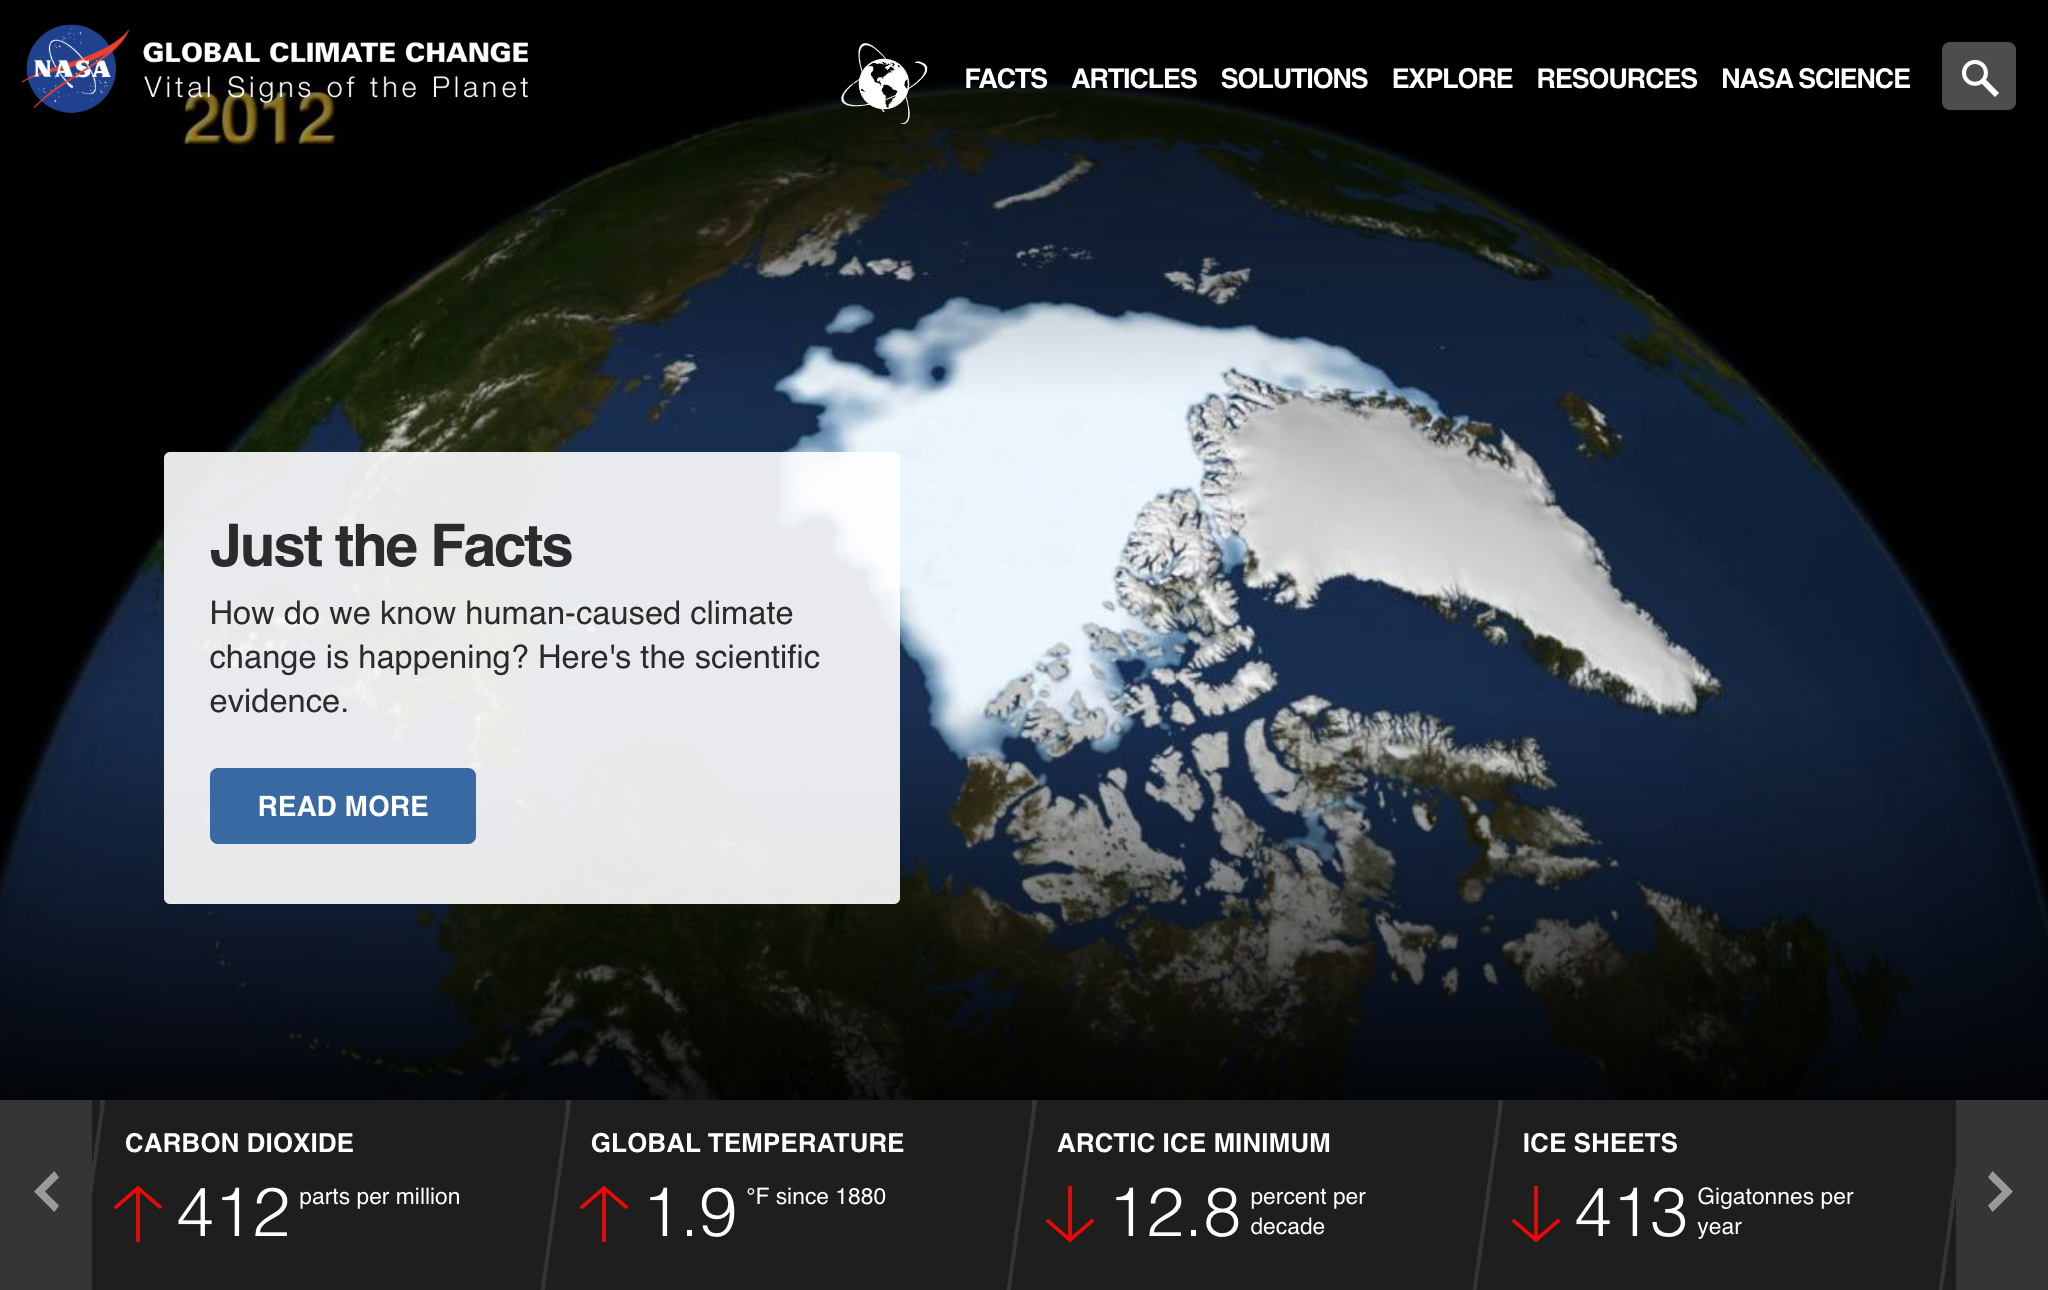 NASA
GLOBAL CLIMATE CHANGE
Vital Signs of the Planet
FACTS ARTICLES SOLUTIONS EXPLORE RESOURCES NASA SCIENCE
2012
Just the Facts
How do we know human-caused climate
change is happening? Here's the scientific
evidence.
READ MORE
CARBON DIOXIDE
412 parts per million
GLOBAL TEMPERATURE
1.9 °F since 1880
ARCTIC ICE MINIMUM
12.8 percent per
decade
ICE SHEETS
413 Gigatonnes per
year